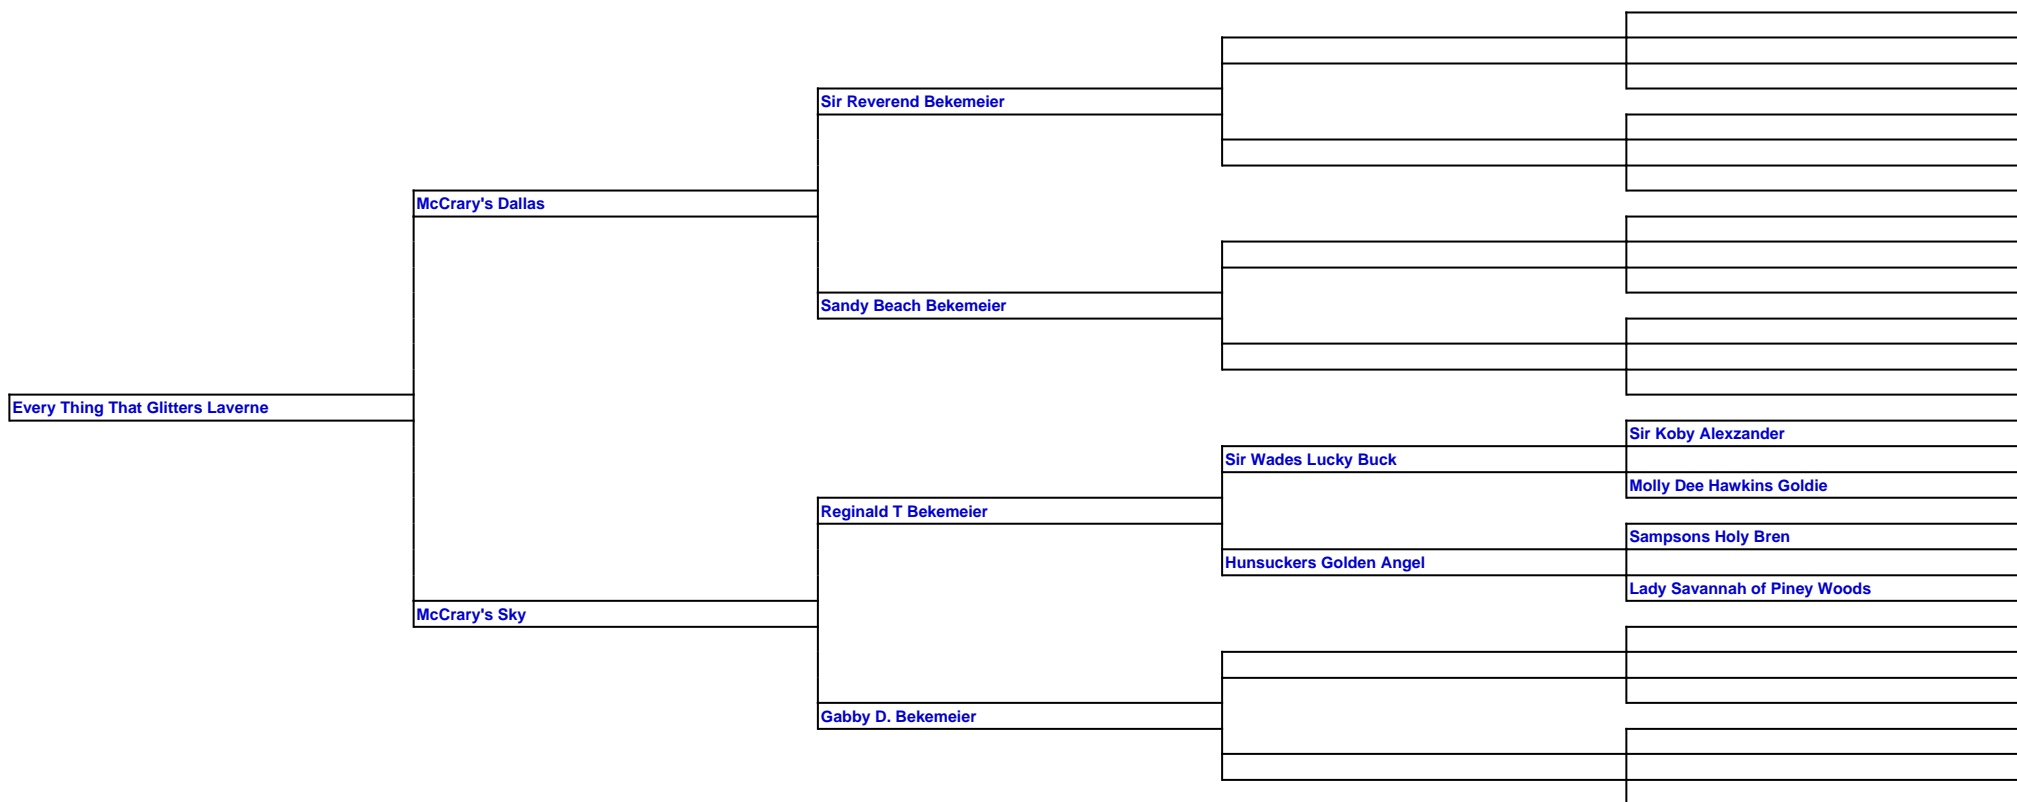 Sir Reverend Bekemeier
McCrary's Dallas
Sandy Beach Bekemeier
Every Thing That Glitters Laverne
Sir Koby Alexzander
Sir Wades Lucky Buck
Molly Dee Hawkins Goldie
Reginald T Bekemeier
Sampsons Holy Bren
Hunsuckers Golden Angel
Lady Savannah of Piney Woods
McCrary's Sky
Gabby D. Bekemeier